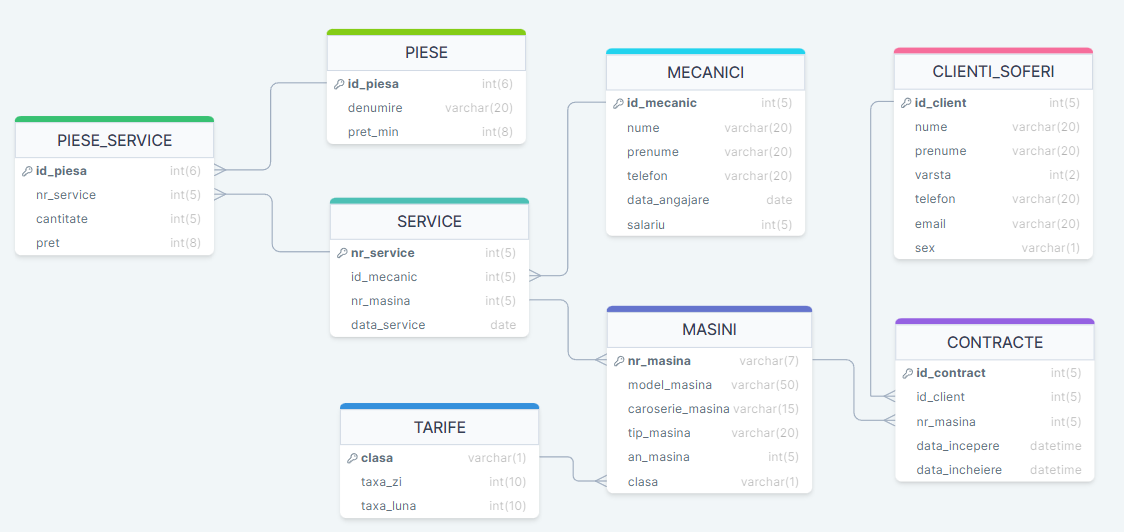 PIESE
id_piesa int(6)
denumire varchar(20)
pret_min int(8)
MECANICI
id_mecanic int(5)
nume varchar(20)
prenume varchar(20)
telefon varchar(20)
data_angajare date
salariu int(5)
CLIENTI_SOFERI
id_client int(5)
nume varchar(20)
prenume varchar(20)
varsta int(2)
telefon varchar(20)
email varchar(20)
sex varchar(1)
PIESE_SERVICE
id_piesa int(6)
nr_service int(5)
cantitate int(5)
pret int(8)
SERVICE
nr_service int(5)
id_mecanic int(5)
nr_masina int(5)
data_service date
MASINI
nr_masina varchar(7)
model_masina varchar(50)
caroserie_masina varchar(15)
tip_masina varchar(20)
an_masina int(5)
clasa varchar(1)
CONTRACTE
id_contract int(5)
id_client int(5)
nr_masina int(5)
data_incepere datetime
data_incheiere datetime
TARIFE
clasa varchar(1)
taxa_zi int(10)
taxa_luna int(10)